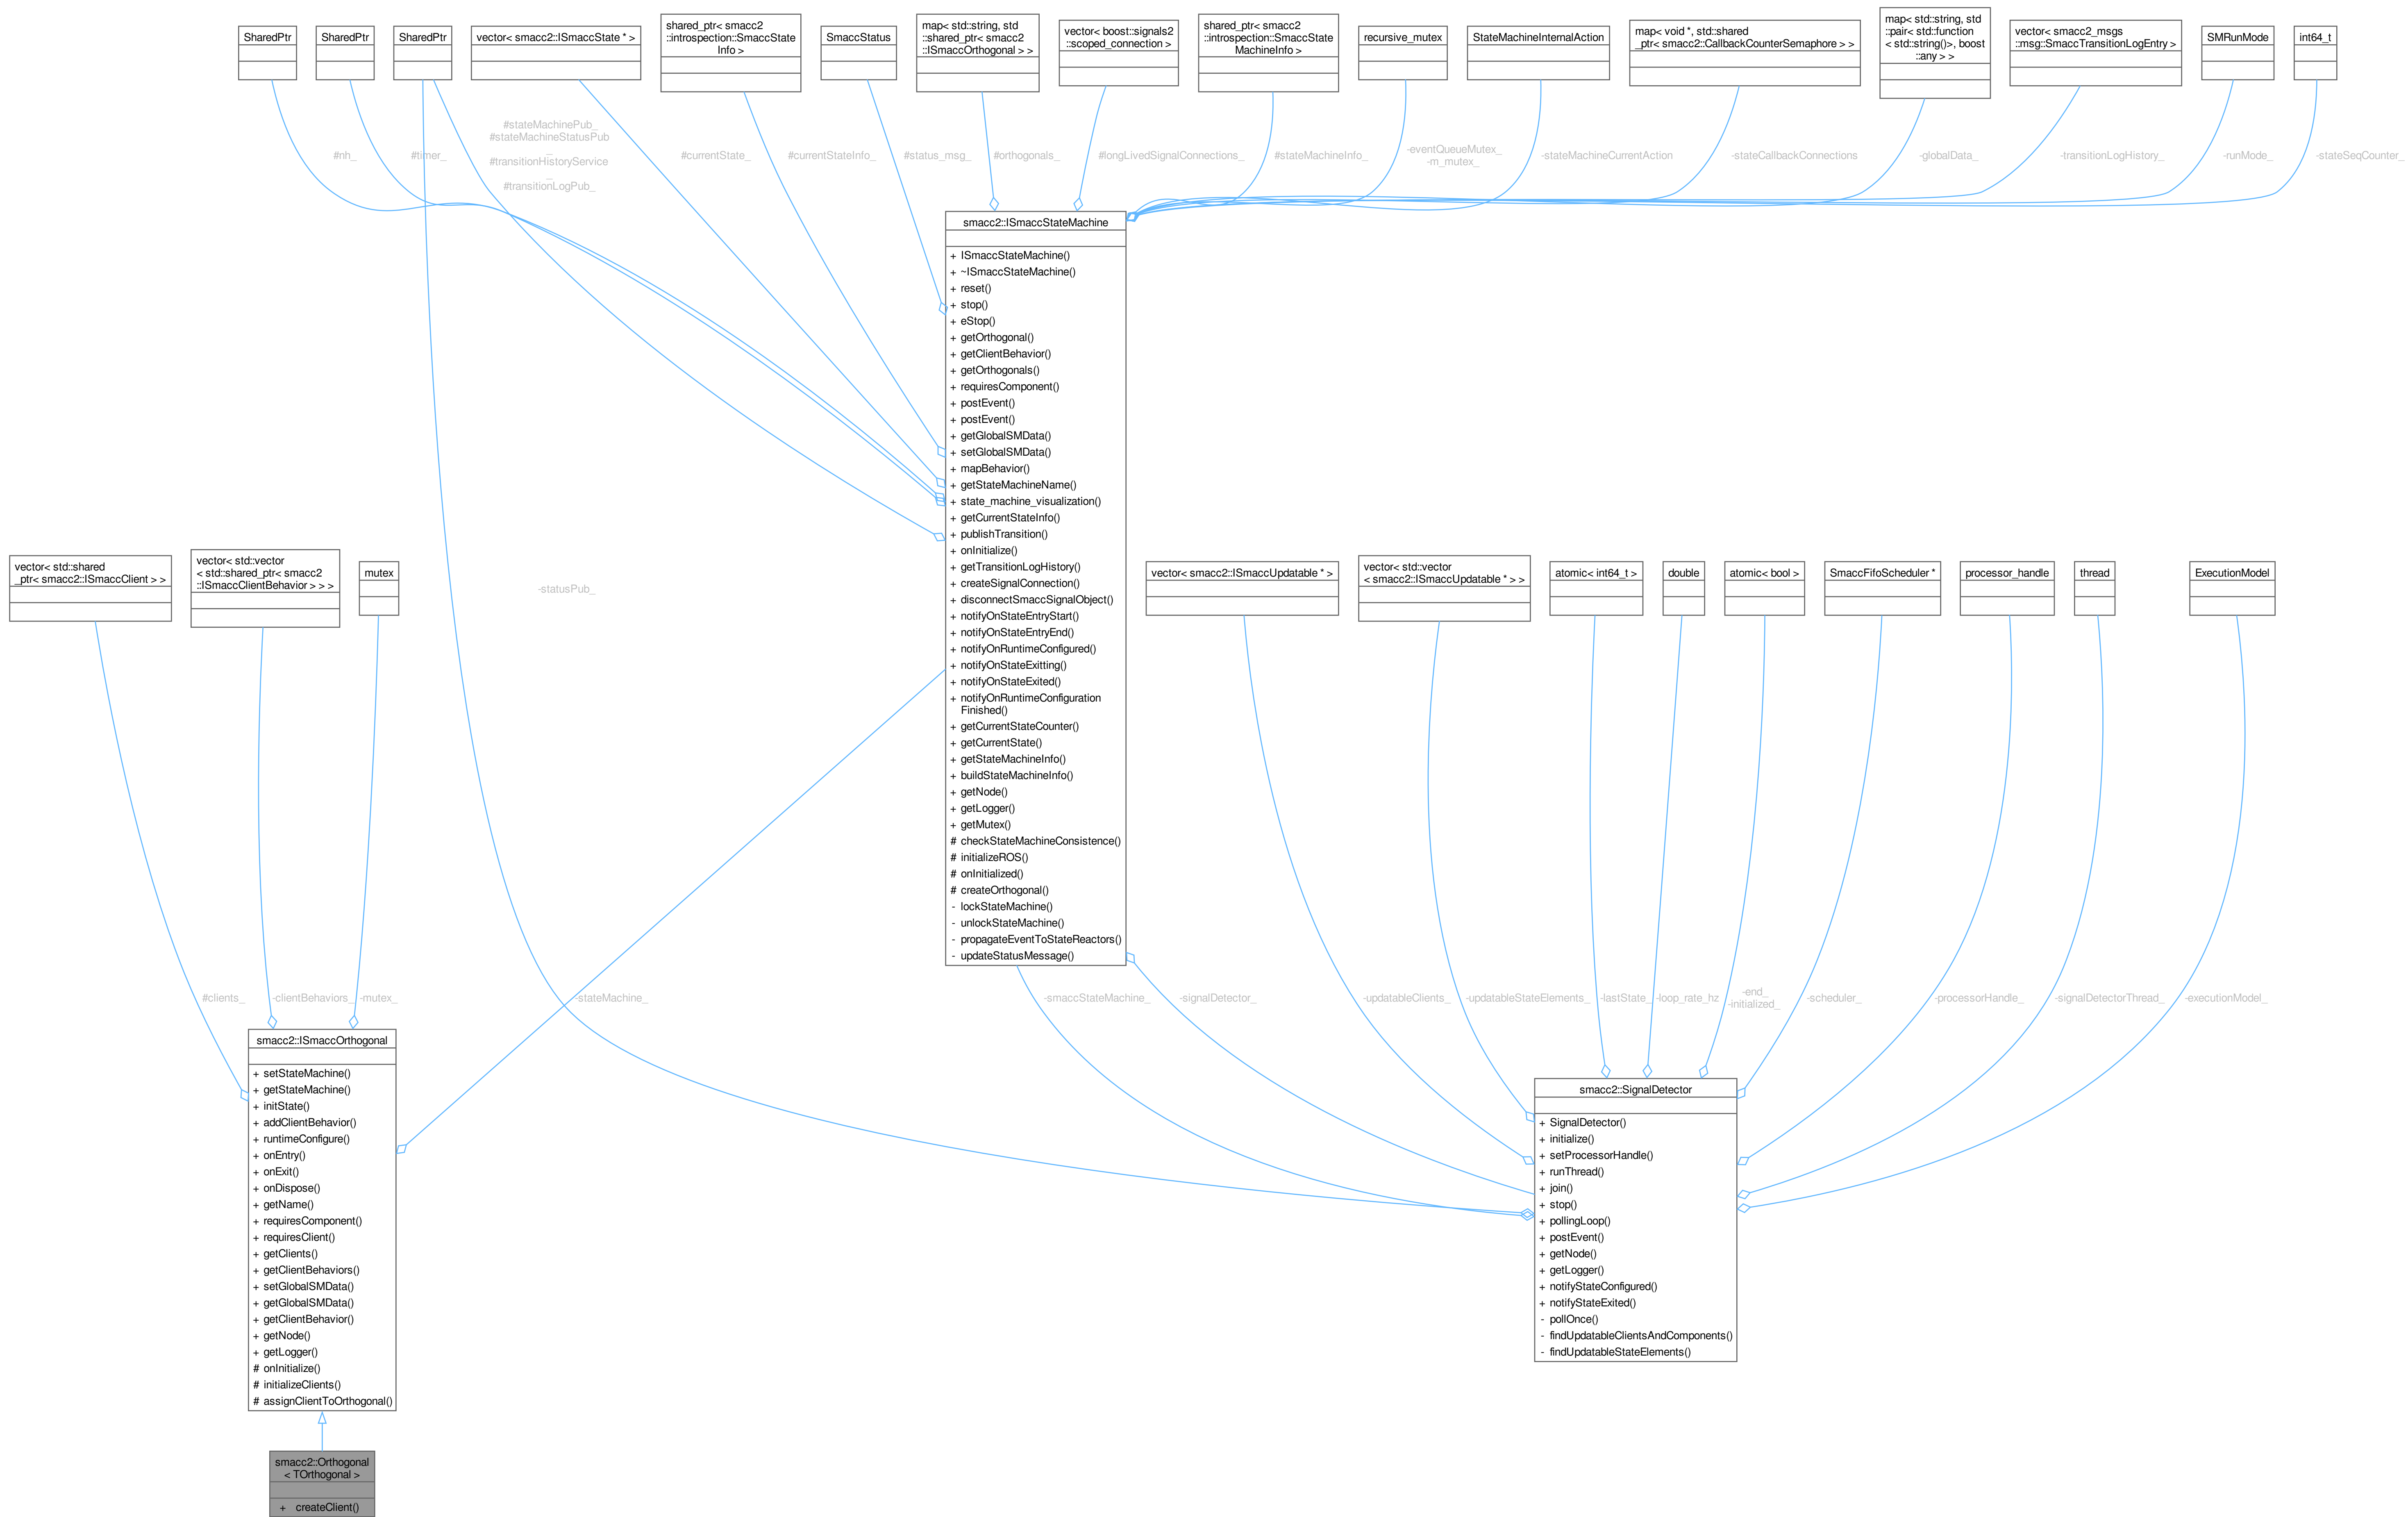 SharedPtr
SharedPtr
SharedPtr
vector< smacc2::ISmaccState * >
shared_ptr< smacc2
::introspection::SmaccState
Info >
SmaccStatus
map< std::string, std
::shared_ptr< smacc2
::ISmaccOrthogonal > >
vector< boost::signals2
::scoped_connection >
shared_ptr< smacc2
::introspection::SmaccState
MachineInfo >
recursive_mutex
StateMachineInternalAction
map< void *, std::shared
_ptr< smacc2::CallbackCounterSemaphore > >
map< std::string, std
::pair< std::function
< std::string()>, boost
::any > >
vector< smacc2_msgs
::msg::SmaccTransitionLogEntry >
SMRunMode
int64_t
#nh_
#timer_
#stateMachinePub_
#stateMachineStatusPub
_
#transitionHistoryService
_
#transitionLogPub_
#currentState_
#currentStateInfo_
#status_msg_
#orthogonals_
#longLivedSignalConnections_
#stateMachineInfo_
-eventQueueMutex_
-m_mutex_
-stateMachineCurrentAction
-stateCallbackConnections
-globalData_
-transitionLogHistory_
-runMode_
-stateSeqCounter_
smacc2::ISmaccStateMachine
+ ISmaccStateMachine()
+ ~ISmaccStateMachine()
+ reset()
+ stop()
+ eStop()
+ getOrthogonal()
+ getClientBehavior()
+ getOrthogonals()
+ requiresComponent()
+ postEvent()
+ postEvent()
+ getGlobalSMData()
+ setGlobalSMData()
+ mapBehavior()
+ getStateMachineName()
+ state_machine_visualization()
+ getCurrentStateInfo()
+ publishTransition()
+ onInitialize()
+ getTransitionLogHistory()
+ createSignalConnection()
+ disconnectSmaccSignalObject()
+ notifyOnStateEntryStart()
+ notifyOnStateEntryEnd()
+ notifyOnRuntimeConfigured()
+ notifyOnStateExitting()
+ notifyOnStateExited()
+ notifyOnRuntimeConfiguration
Finished()
+ getCurrentStateCounter()
+ getCurrentState()
+ getStateMachineInfo()
+ buildStateMachineInfo()
+ getNode()
+ getLogger()
+ getMutex()
# checkStateMachineConsistence()
# initializeROS()
# onInitialized()
# createOrthogonal()
- lockStateMachine()
- unlockStateMachine()
- propagateEventToStateReactors()
- updateStatusMessage()
vector< std::shared
_ptr< smacc2::ISmaccClient > >
vector< std::vector
< std::shared_ptr< smacc2
::ISmaccClientBehavior > > >
mutex
-statusPub_
vector< smacc2::ISmaccUpdatable * >
vector< std::vector
< smacc2::ISmaccUpdatable * > >
atomic< int64_t >
double
atomic< bool >
SmaccFifoScheduler *
processor_handle
thread
ExecutionModel
#clients_
-clientBehaviors_
-mutex_
-stateMachine_
-smaccStateMachine_
-signalDetector_
-updatableClients_
-updatableStateElements_
-lastState_
-loop_rate_hz
-end_
-initialized_
-scheduler_
-processorHandle_
-signalDetectorThread_
-executionModel_
smacc2::ISmaccOrthogonal
+ setStateMachine()
+ getStateMachine()
+ initState()
+ addClientBehavior()
+ runtimeConfigure()
+ onEntry()
+ onExit()
+ onDispose()
+ getName()
+ requiresComponent()
+ requiresClient()
+ getClients()
+ getClientBehaviors()
+ setGlobalSMData()
+ getGlobalSMData()
+ getClientBehavior()
+ getNode()
+ getLogger()
# onInitialize()
# initializeClients()
# assignClientToOrthogonal()
smacc2::SignalDetector
+ SignalDetector()
+ initialize()
+ setProcessorHandle()
+ runThread()
+ join()
+ stop()
+ pollingLoop()
+ postEvent()
+ getNode()
+ getLogger()
+ notifyStateConfigured()
+ notifyStateExited()
- pollOnce()
- findUpdatableClientsAndComponents()
- findUpdatableStateElements()
smacc2::Orthogonal
< TOrthogonal >
+ createClient()